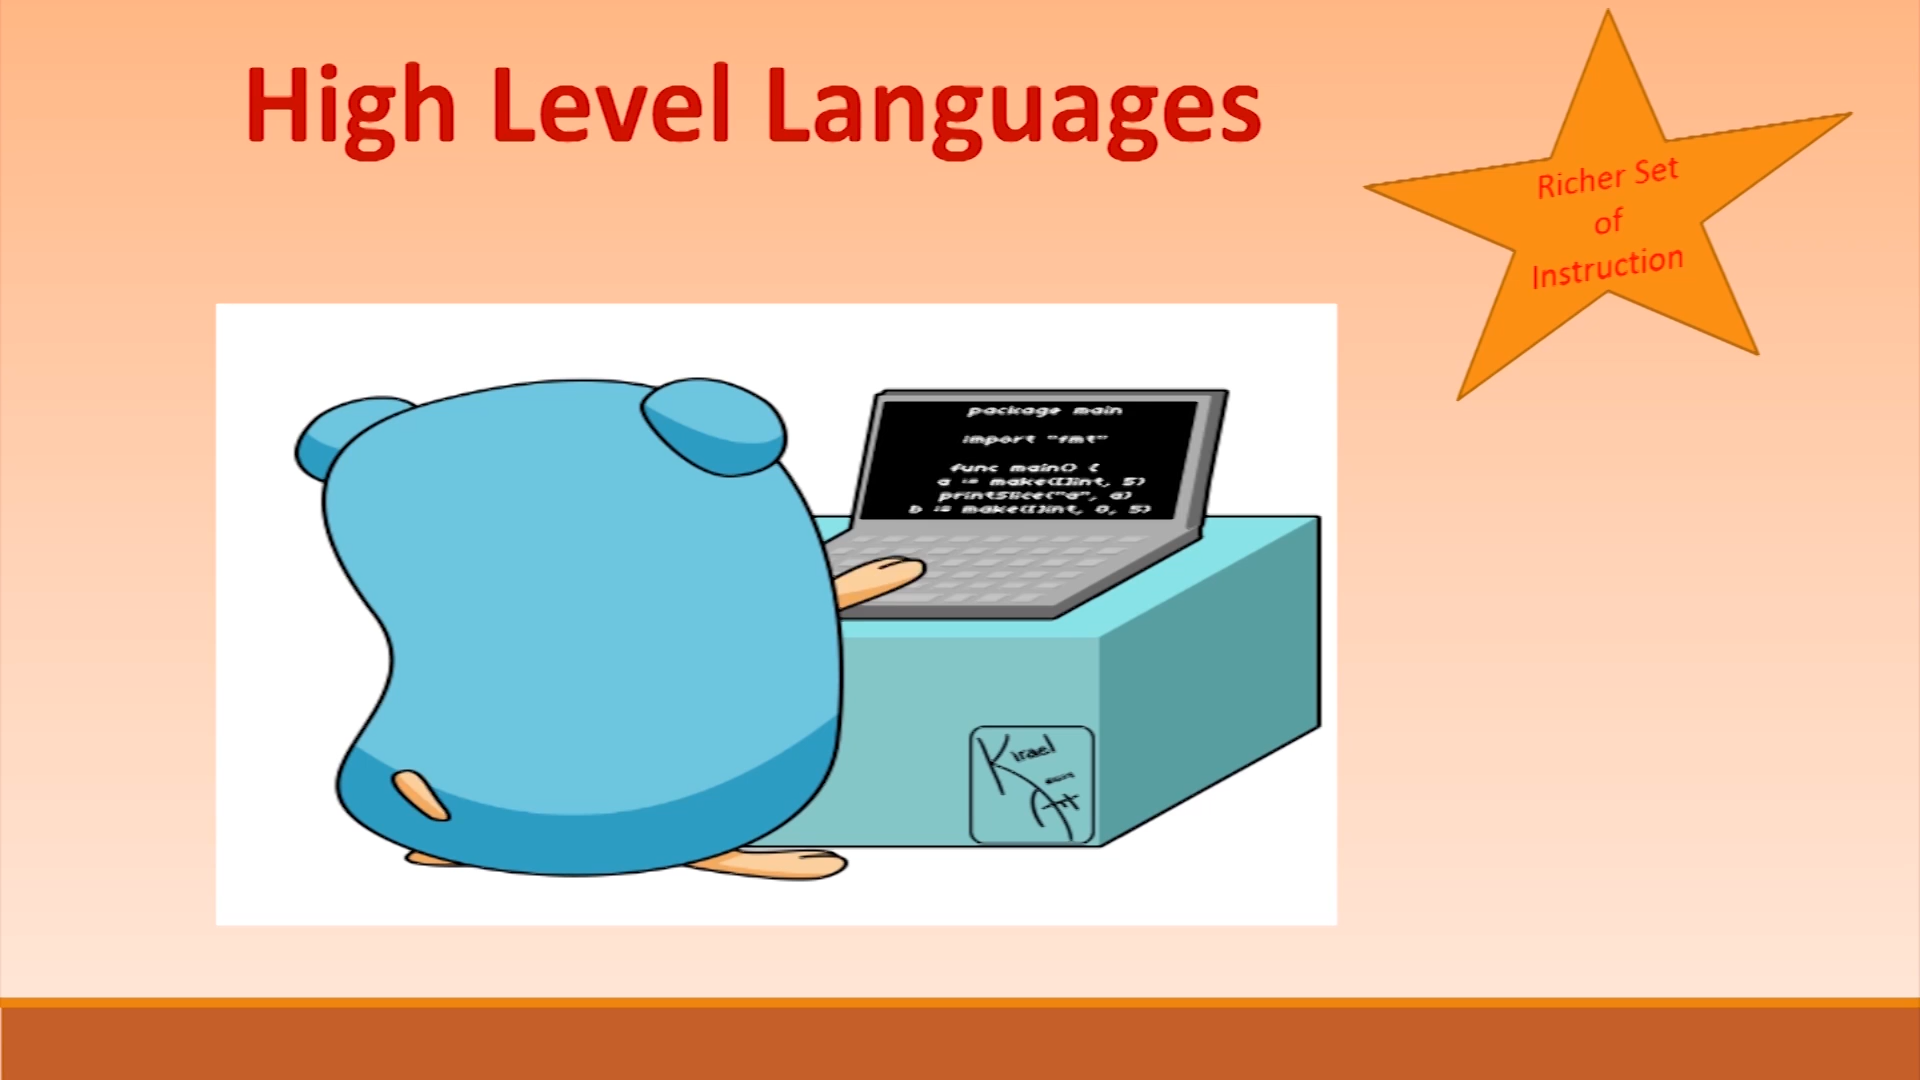 High Level Languages
Richer Set
of
Instruction
package main
import "fmt"
func main() {
a := make([]int, 5)
printSlice("a", a)
b := make([]int, 0, 5)
Kirael
Art